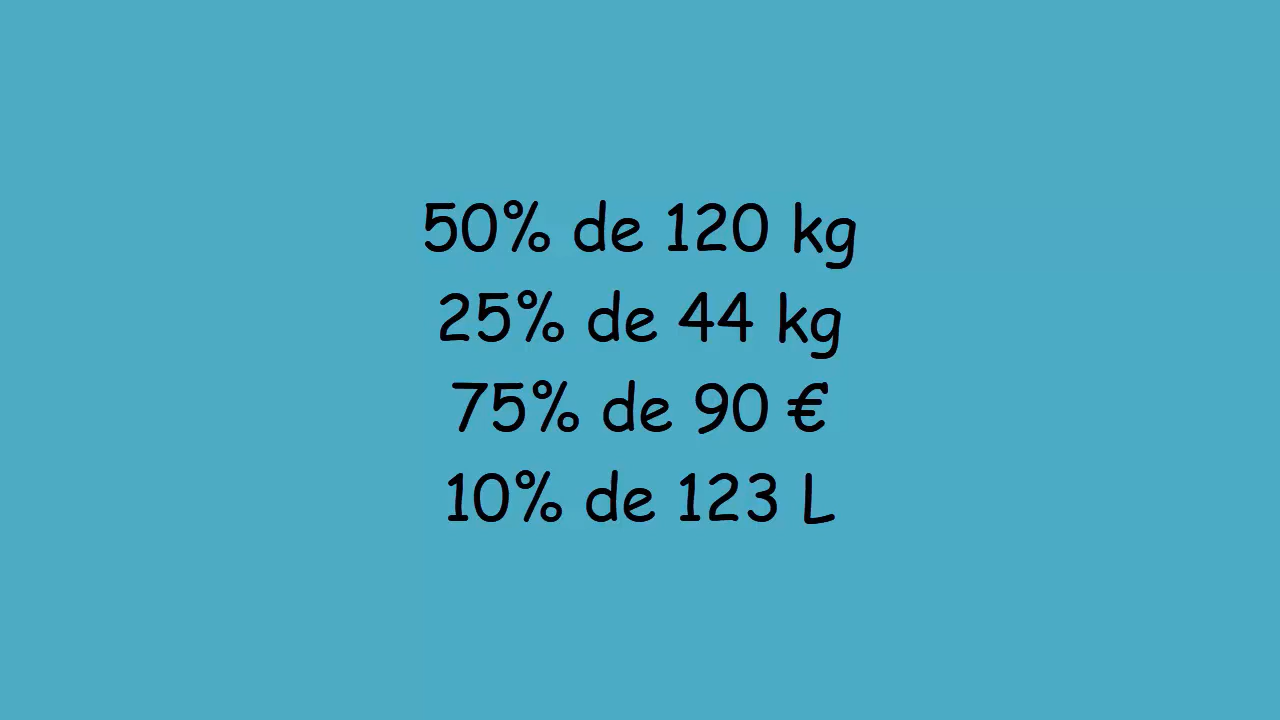 50% de 120 kg
25% de 44 kg
75% de 90 €
10% de 123 L